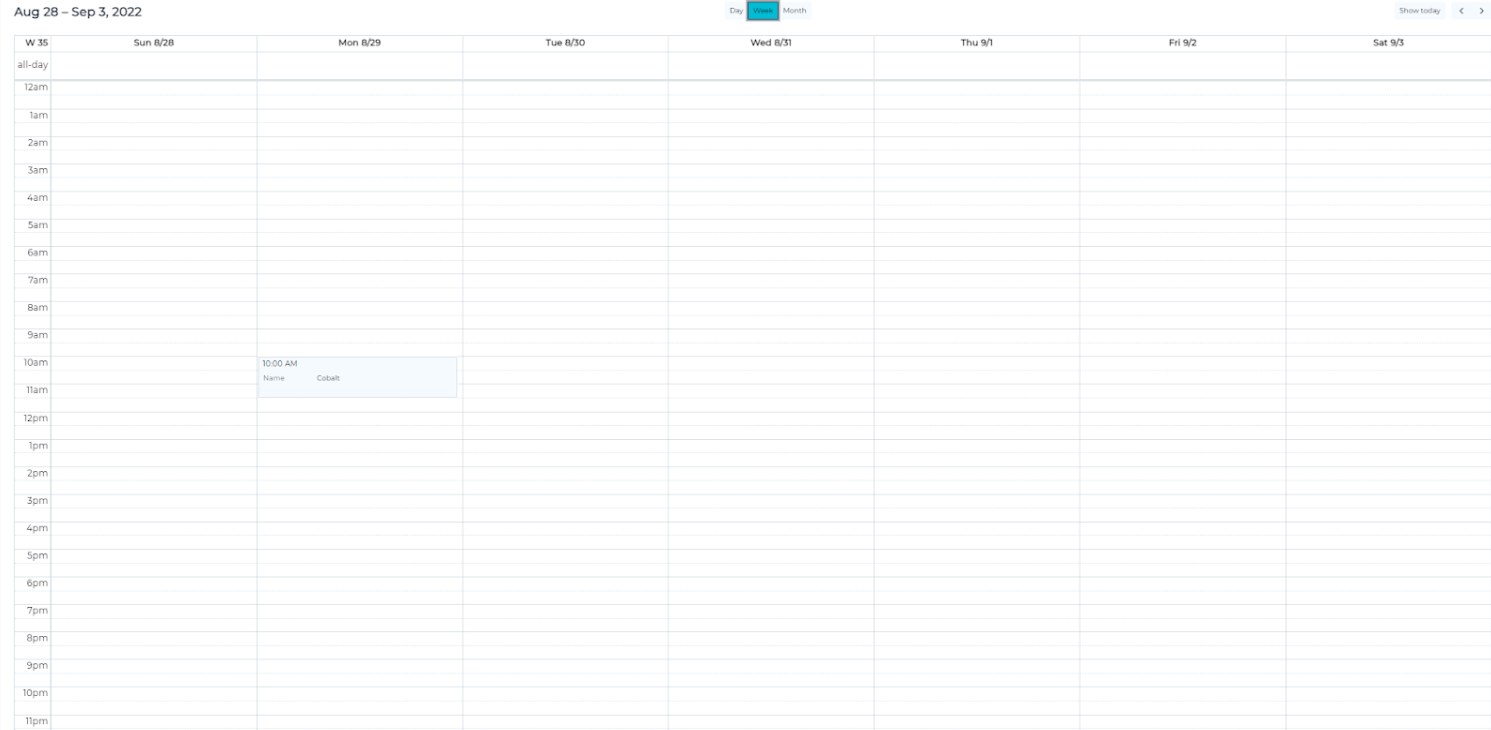 Aug 28 – Sep 3, 2022 Day Week Month Show today
W 35 Sun 8/28 Mon 8/29 Tue 8/30 Wed 8/31 Thu 9/1 Fri 9/2 Sat 9/3
all-day
12am
1am
2am
3am
4am
5am
6am
7am
8am
9am
10am 10:00 AM
Name Cobalt
11am
12pm
1pm
2pm
3pm
4pm
5pm
6pm
7pm
8pm
9pm
10pm
11pm